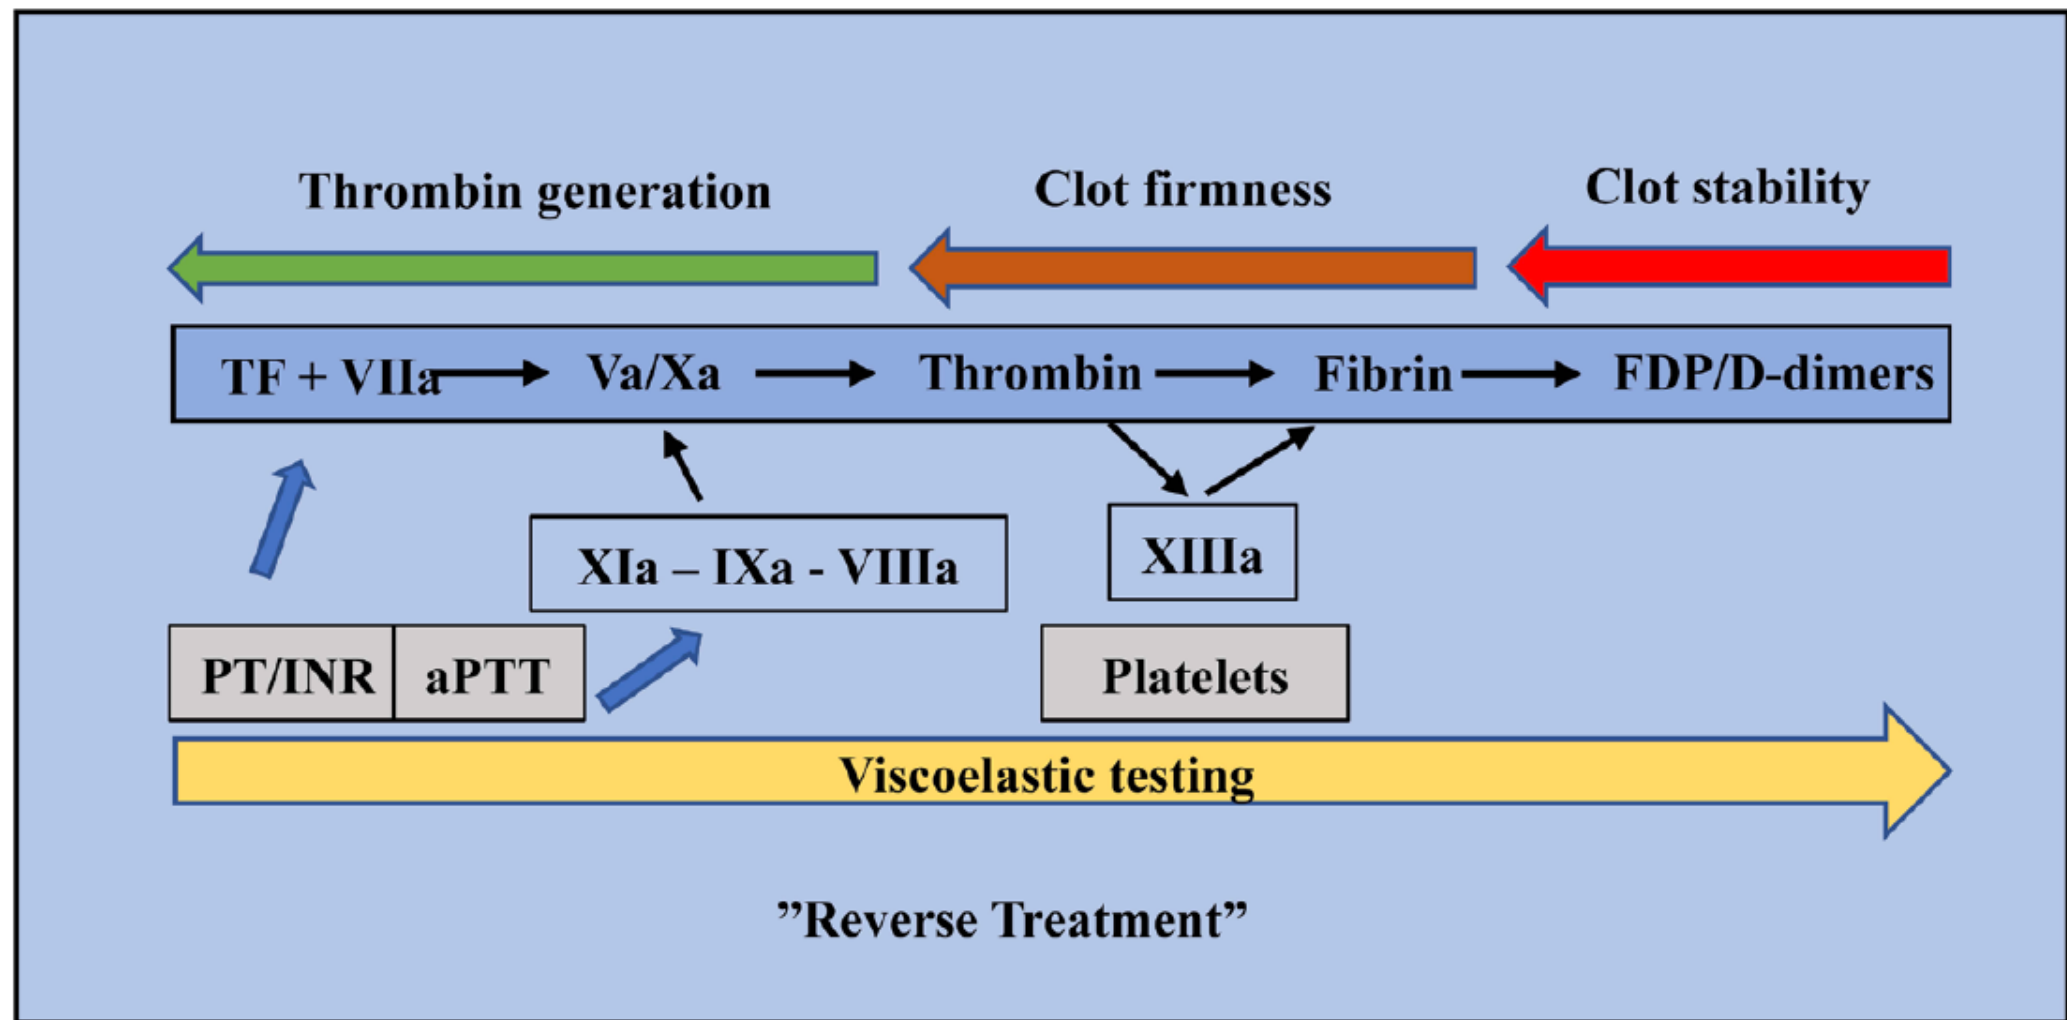 Thrombin generation
Clot firmness
Clot stability
TF + VIIa
Va/Xa
Thrombin
Fibrin
FDP/D-dimers
XIa – IXa - VIIIa
XIIIa
PT/INR
aPTT
Platelets
Viscoelastic testing
”Reverse Treatment”